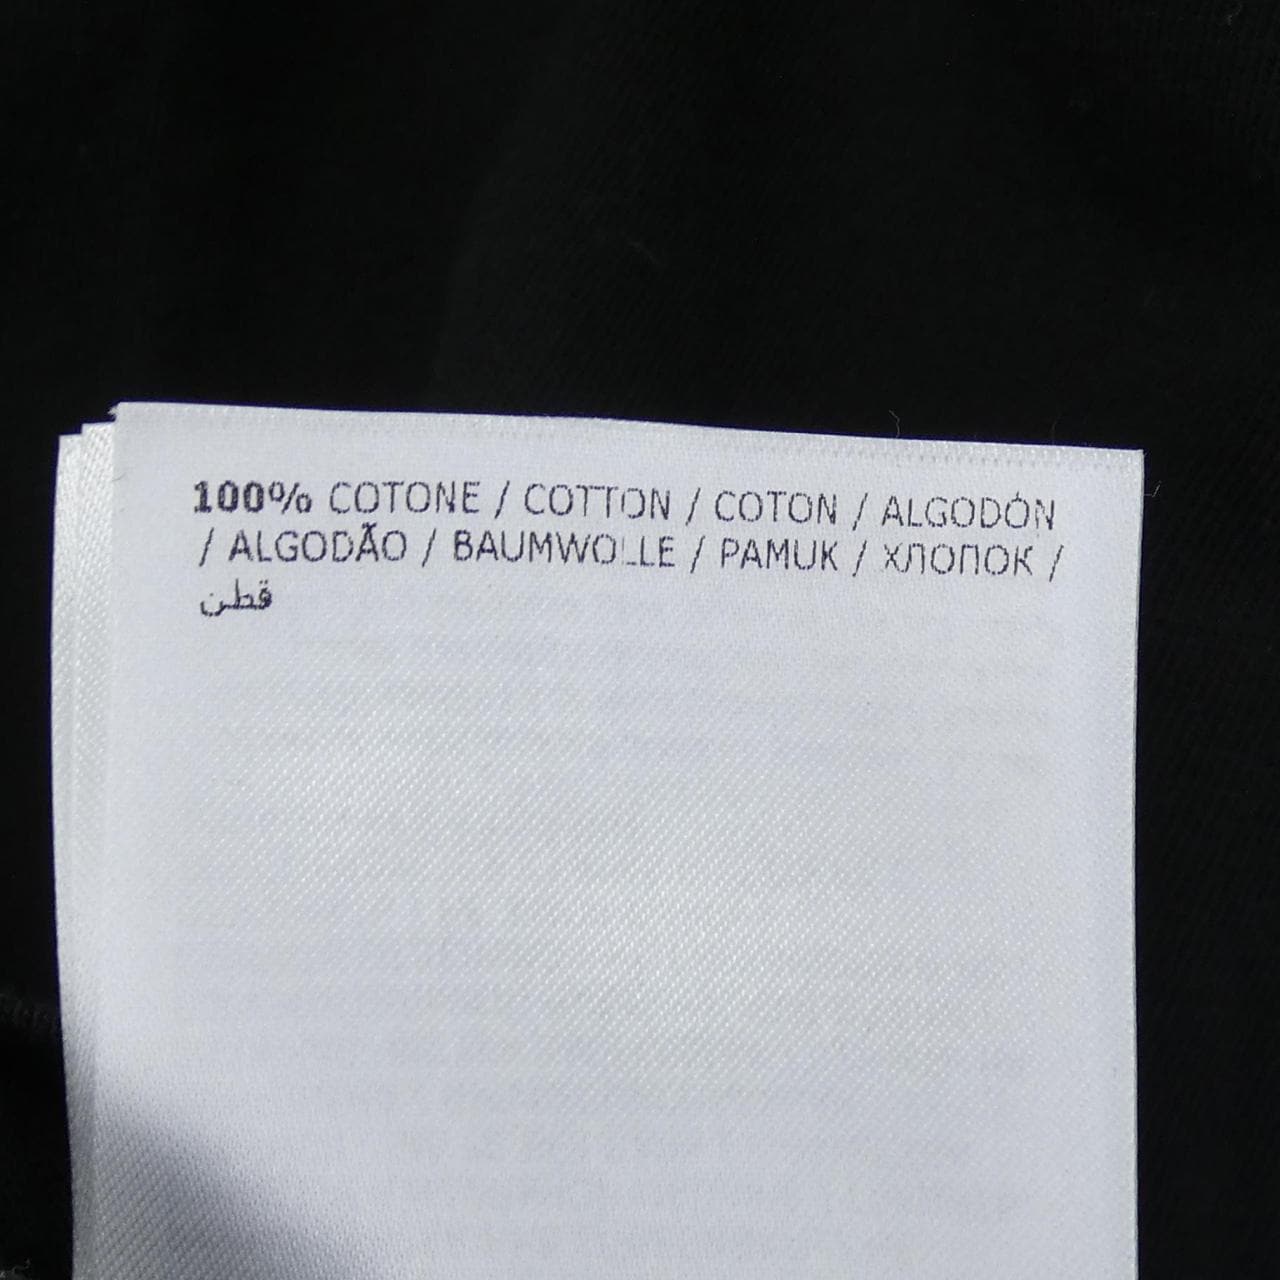 100% COTONE / COTTON / COTON / ALGODÓN
/ ALGODÃO / BAUMWOLLE / PAMUK / ХЛОПОК /
قطن